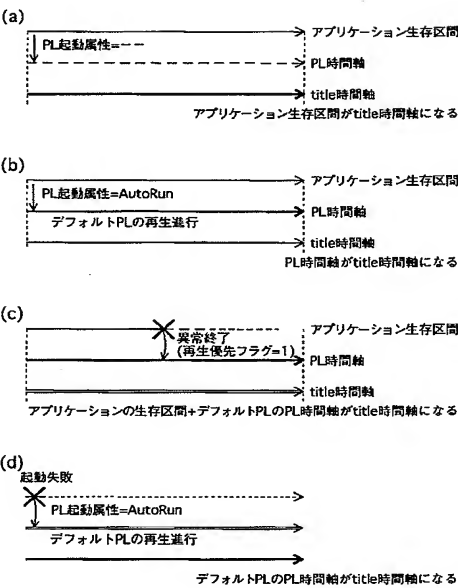 (a)
アプリケーション生存区間
PL起動属性=――
PL時間軸
title時間軸
アプリケーション生存区間がtitle時間軸になる
(b)
アプリケーション生存区間
PL起動属性=AutoRun
PL時間軸
デフォルトPLの再生進行
title時間軸
PL時間軸がtitle時間軸になる
(c)
アプリケーション生存区間
異常終了
(再生優先フラグ=1)
PL時間軸
title時間軸
アプリケーションの生存区間+デフォルトPLのPL時間軸がtitle時間軸になる
(d)
起動失敗
PL起動属性=AutoRun
デフォルトPLの再生進行
デフォルトPLのPL時間軸がtitle時間軸になる